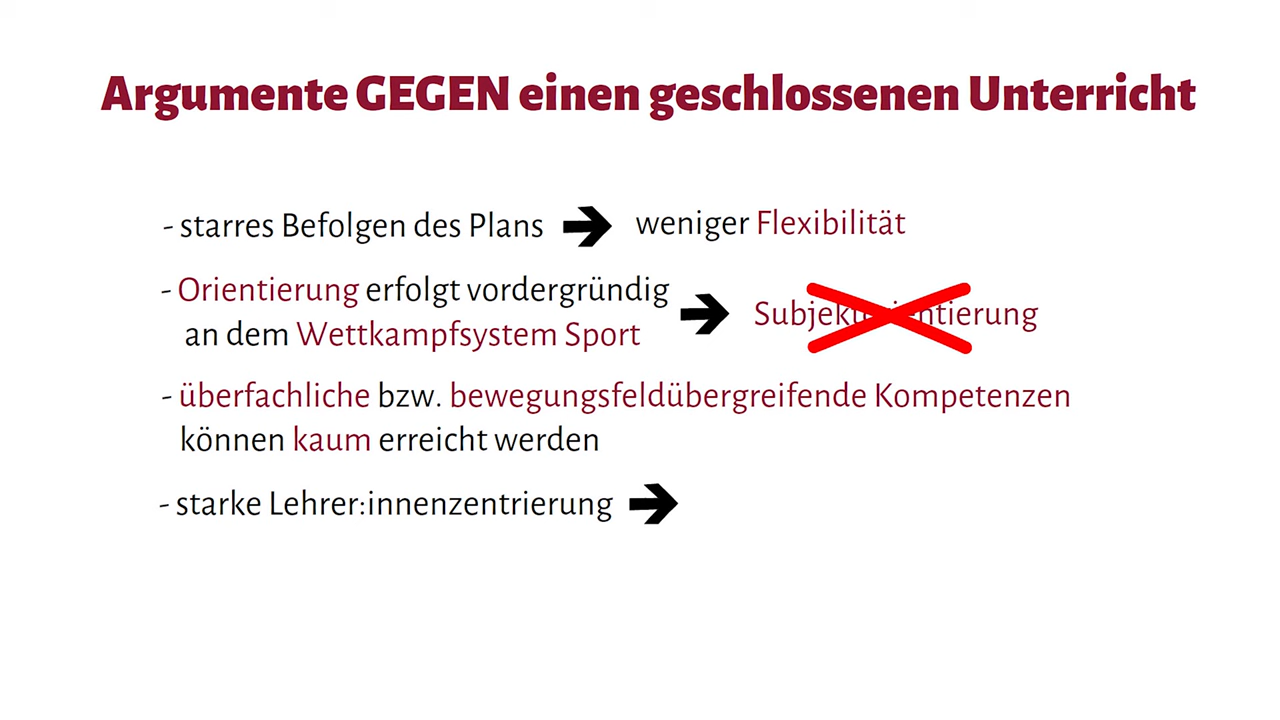 Argumente GEGEN einen geschlossenen Unterricht
- starres Befolgen des Plans ➔ weniger Flexibilität
- Orientierung erfolgt vordergründig
an dem Wettkampfsystem Sport ➔ Subjektorientierung
- überfachliche bzw. bewegungsfeldübergreifende Kompetenzen
können kaum erreicht werden
- starke Lehrer:innenzentrierung ➔